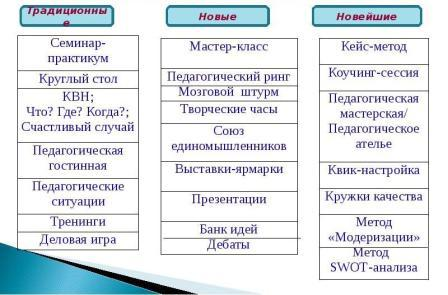 Традиционны
е
Семинар-
практикум
Круглый стол
КВН;
Что? Где? Когда?;
Счастливый случай
Педагогическая
гостинная
Педагогические
ситуации
Тренинги
Деловая игра
Новые
Мастер-класс
Педагогический ринг
Мозговой штурм
Творческие часы
Союз
единомышленников
Выставки-ярмарки
Презентации
Банк идей
Дебаты
Новейшие
Кейс-метод
Коучинг-сессия
Педагогическая
мастерская/
Педагогическое
ателье
Квик-настройка
Кружки качества
Метод
«Модеризации»
Метод
SWOT-анализа